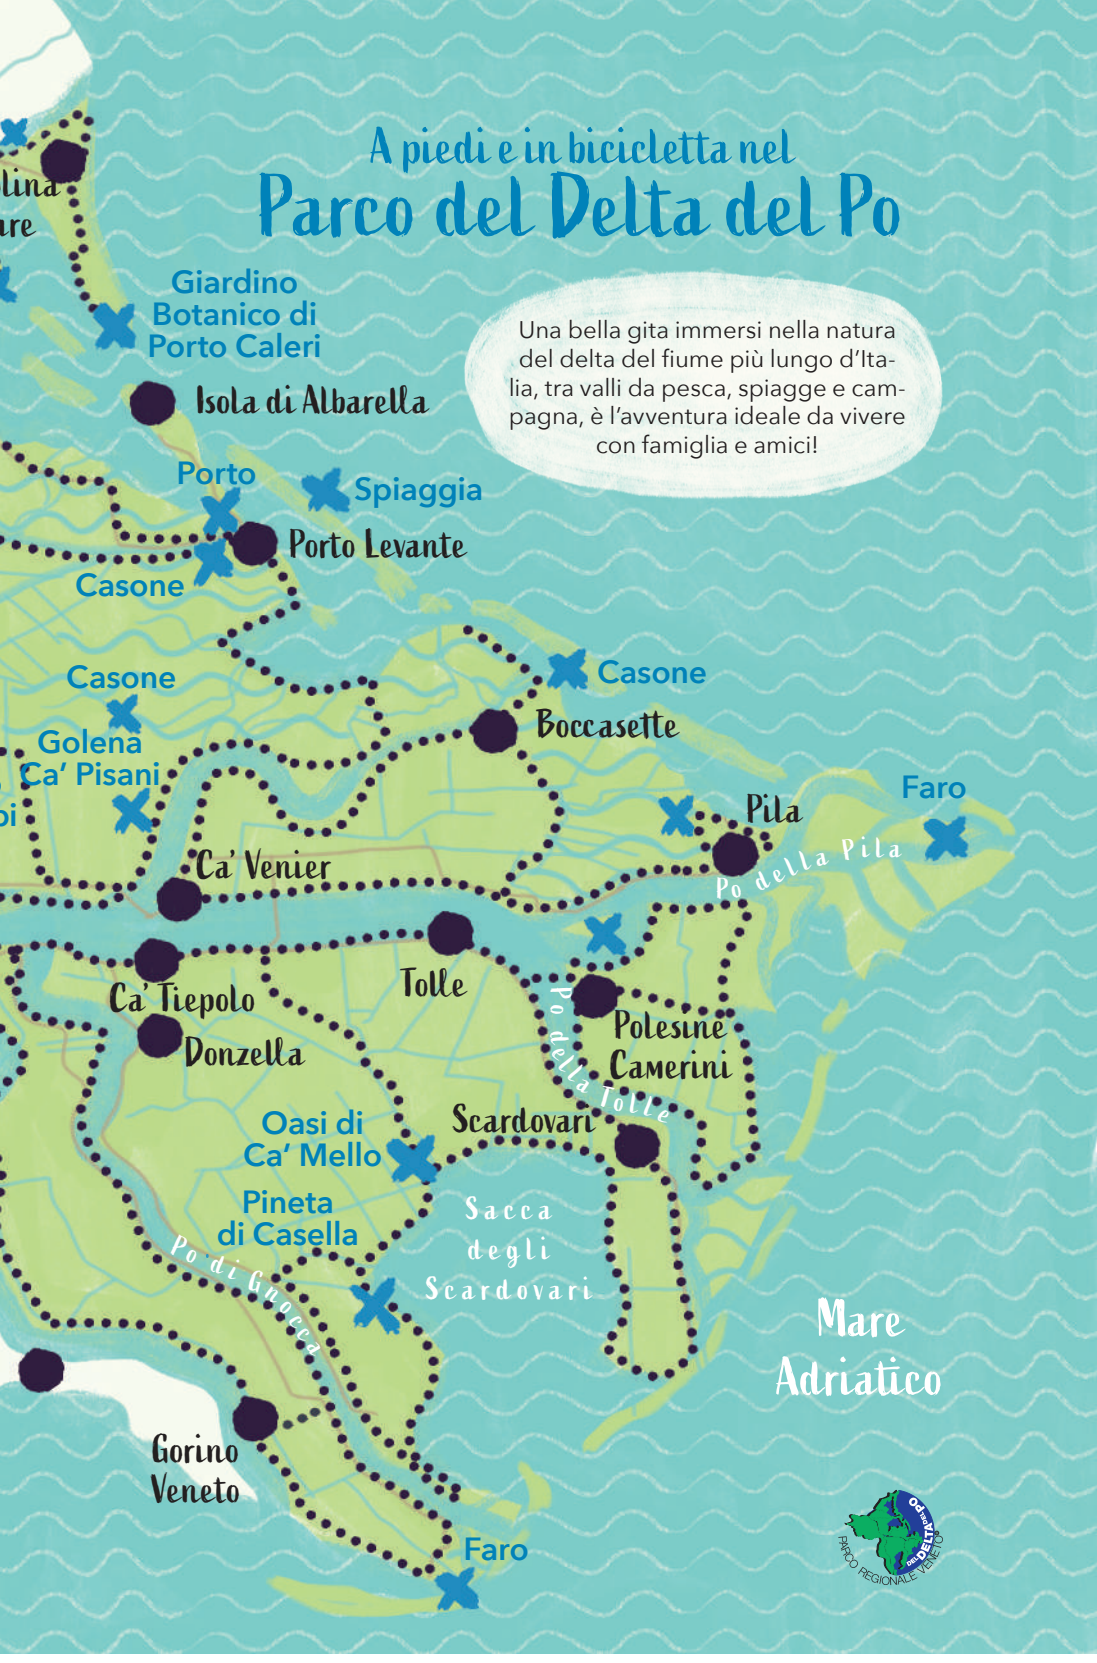 A piedi e in bicicletta nel
Parco del Delta del Po
Una bella gita immersi nella natura
del delta del fiume più lungo d'Ita-
lia, tra valli da pesca, spiagge e cam-
pagna, è l'avventura ideale da vivere
con famiglia e amici!
lina
are
Giardino
Botanico di
Porto Caleri
Isola di Albarella
Porto
Spiaggia
Porto Levante
Casone
Casone
Casone
Boccasette
Golena
Ca' Pisani
pi
Faro
Pila
Po della Pila
Ca' Venier
Tolle
Ca' Tiepolo
Donzella
Po della Tolle
Polesine
Camerini
Scardovari
Oasi di
Ca' Mello
Pineta
di Casella
Sacca
degli
Scardovari
Po di Gnocca
Mare
Adriatico
Gorino
Veneto
Faro
PARCO REGIONALE VENETO
DEL DELTA DEL PO